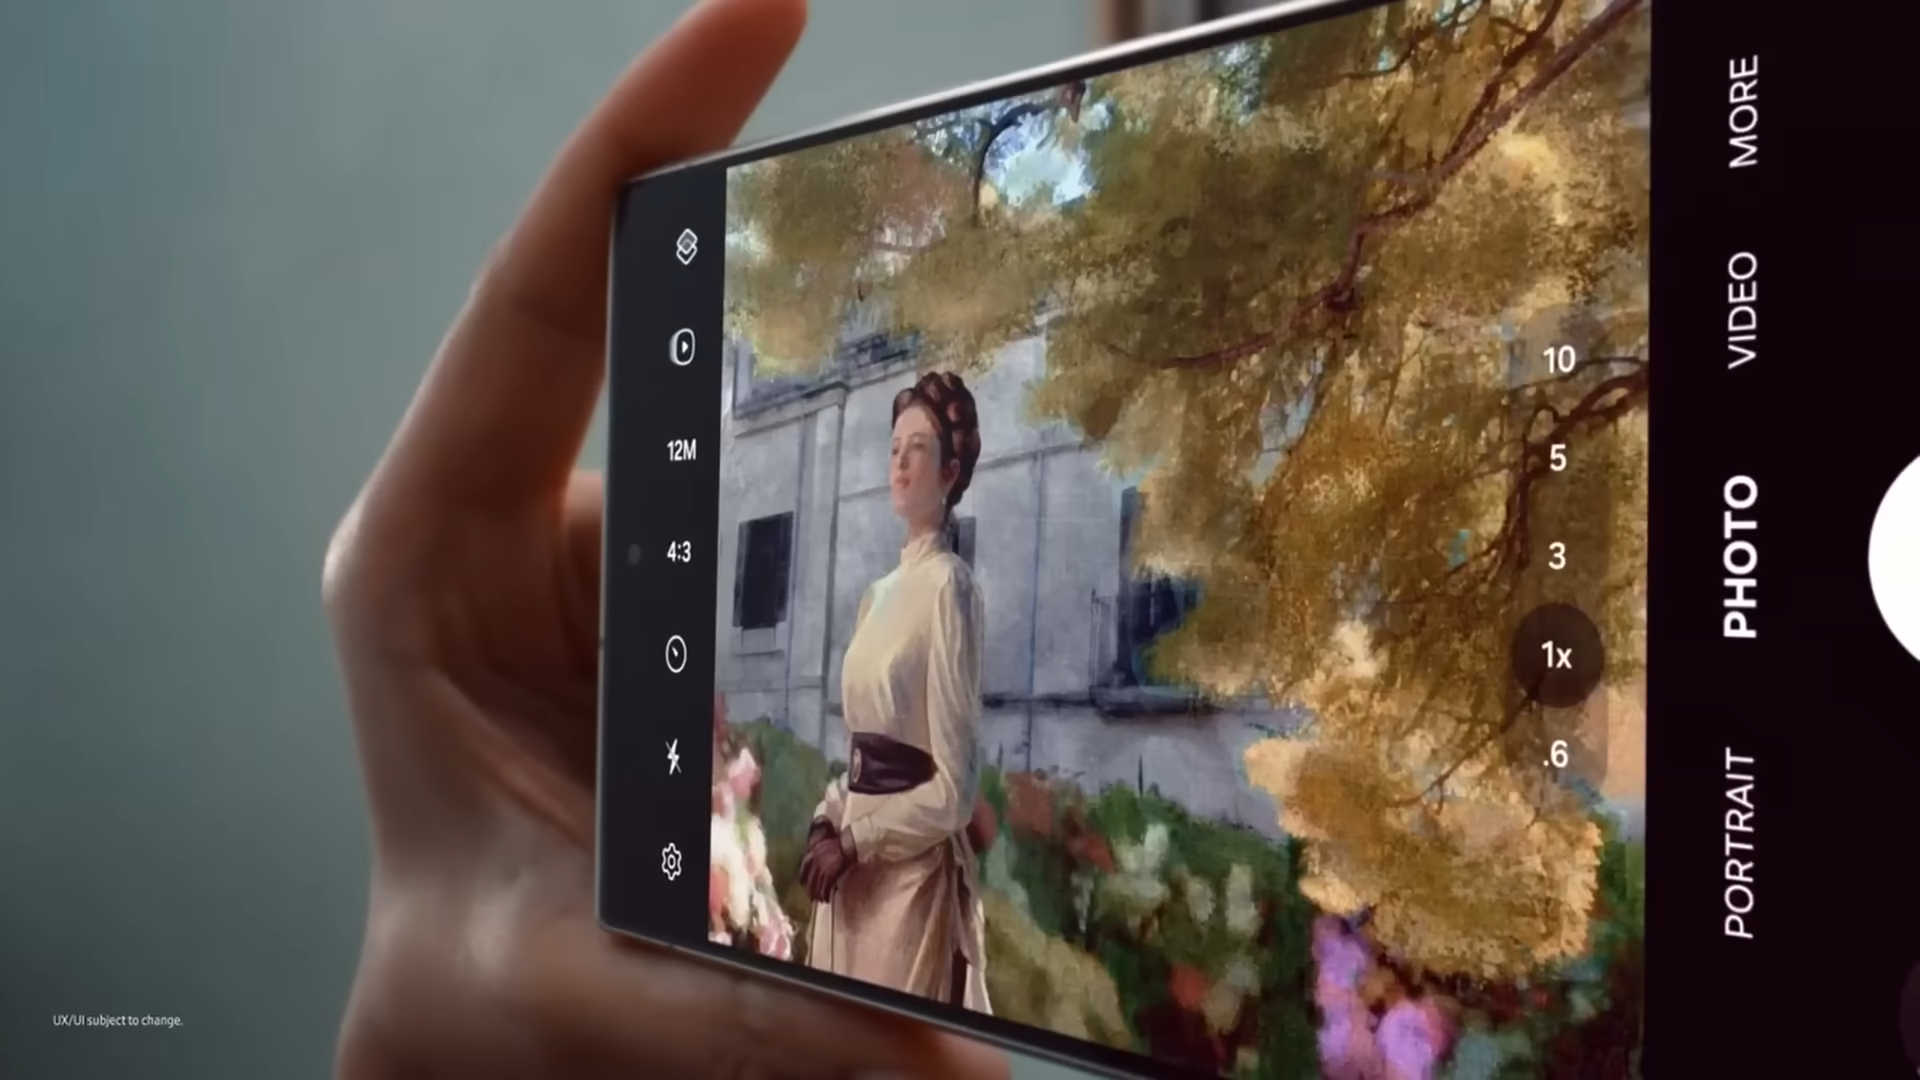 12M
4:3
10
5
3
1x
.6
MORE
VIDEO
PHOTO
PORTRAIT
UX/UI subject to change.